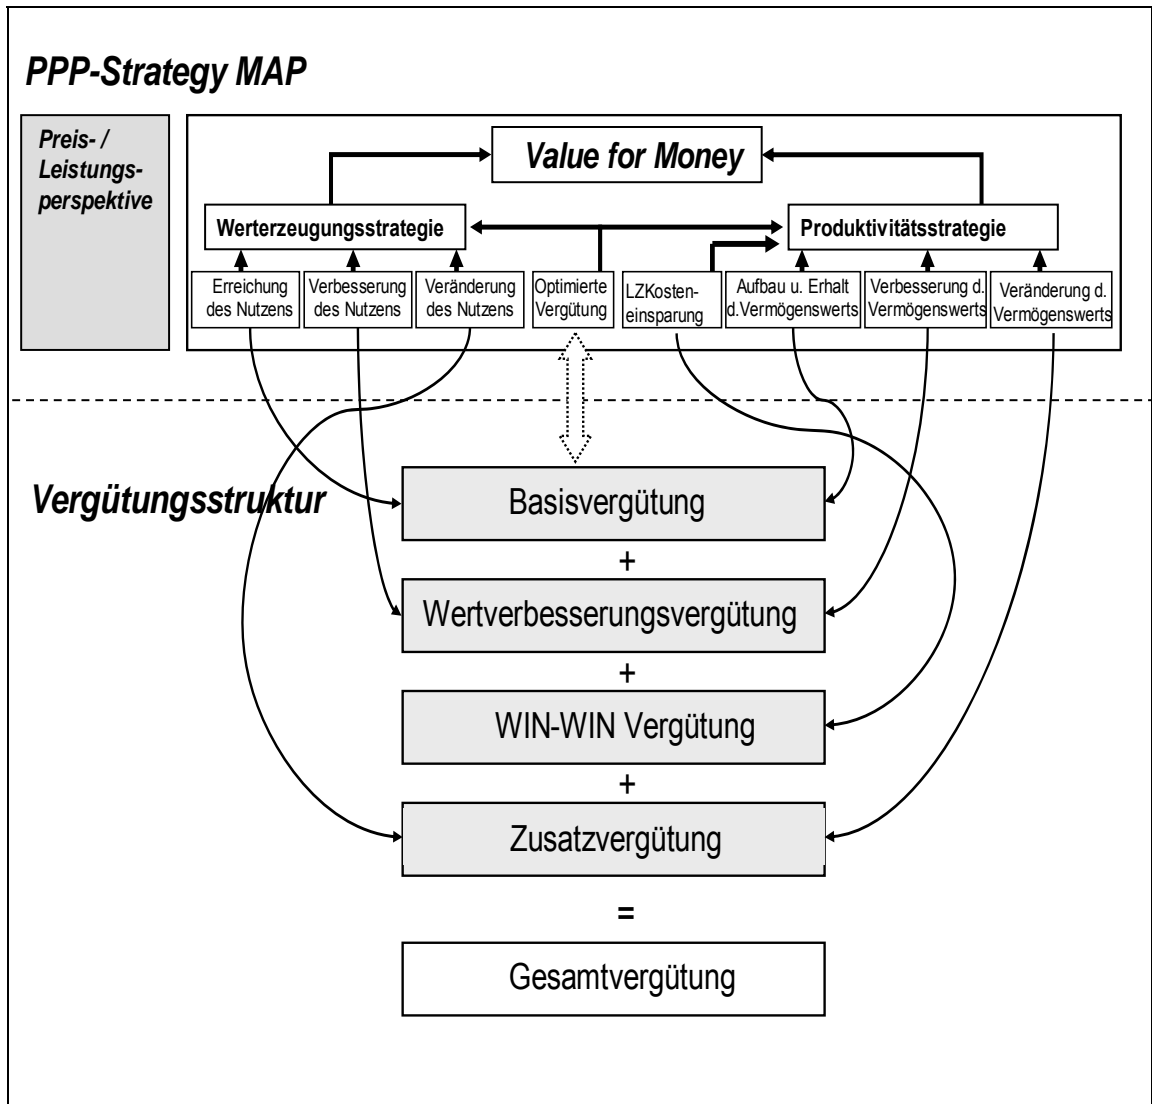 PPP-Strategy MAP
Preis- /
Leistungs-
perspektive
Value for Money
Werterzeugungsstrategie
Produktivitätsstrategie
Erreichung
des Nutzens
Verbesserung
des Nutzens
Veränderung
des Nutzens
Optimierte
Vergütung
LZKosten-
einsparung
Aufbau u. Erhalt
d.Vermögenswerts
Verbesserung d.
Vermögenswerts
Veränderung d.
Vermögenswerts
Vergütungsstruktur
Basisvergütung
+
Wertverbesserungsvergütung
+
WIN-WIN Vergütung
+
Zusatzvergütung
=
Gesamtvergütung